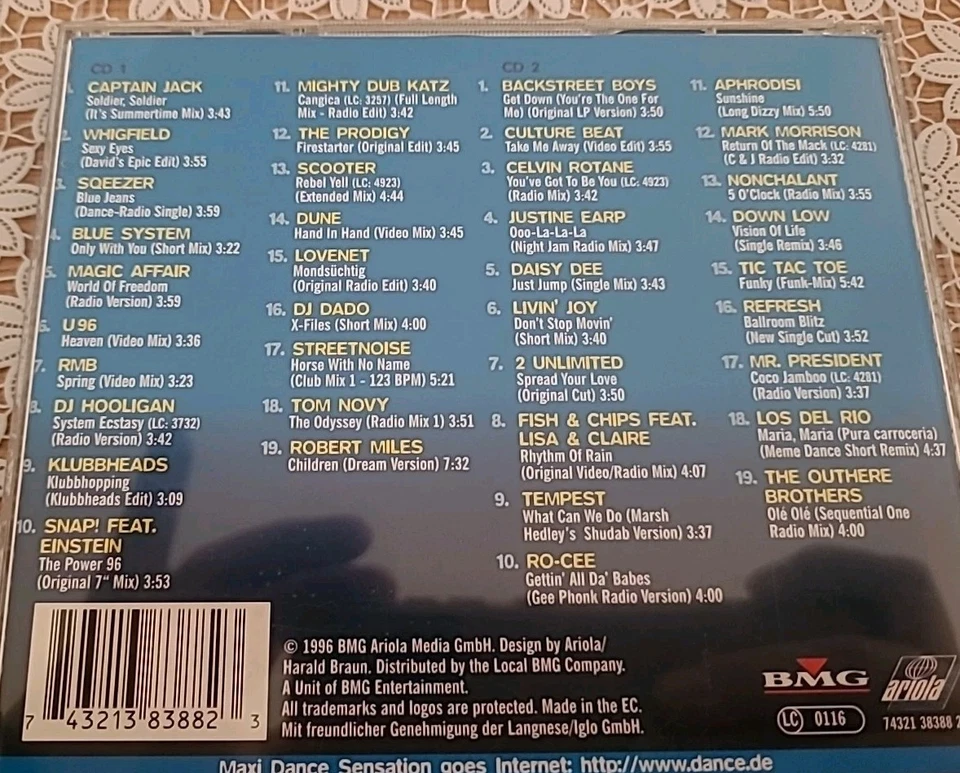 CD 1
1. CAPTAIN JACK
Soldier, Soldier
(It's Summertime Mix) 3:43
2. WHIGFIELD
Sexy Eyes
(David's Epic Edit) 3:55
3. SQEEZER
Blue Jeans
(Dance-Radio Single) 3:59
4. BLUE SYSTEM
Only With You (Short Mix) 3:22
5. MAGIC AFFAIR
World Of Freedom
(Radio Version) 3:59
6. U96
Heaven (Video Mix) 3:36
7. RMB
Spring (Video Mix) 3:23
8. DJ HOOLIGAN
System Ecstasy (LC: 3732)
(Radio Version) 3:42
9. KLUBBHEADS
Klubbhopping
(Klubbheads Edit) 3:09
10. SNAP! FEAT.
EINSTEIN
The Power 96
(Original 7" Mix) 3:53
11. MIGHTY DUB KATZ
Cangica (LC: 3257) (Full Length
Mix - Radio Edit) 3:42
12. THE PRODIGY
Firestarter (Original Edit) 3:45
13. SCOOTER
Rebel Yell (LC: 4923)
(Extended Mix) 4:44
14. DUNE
Hand In Hand (Video Mix) 3:45
15. LOVENET
Mondsüchtig
(Original Radio Edit) 3:40
16. DJ DADO
X-Files (Short Mix) 4:00
17. STREETNOISE
Horse With No Name
(Club Mix 1 - 123 BPM) 5:21
18. TOM NOVY
The Odyssey (Radio Mix 1) 3:51
19. ROBERT MILES
Children (Dream Version) 7:32
CD 2
1. BACKSTREET BOYS
Get Down (You're The One For
Me) (Original LP Version) 3:50
2. CULTURE BEAT
Take Me Away (Video Edit) 3:55
3. CELVIN ROTANE
You've Got To Be You (LC: 4923)
(Radio Mix) 3:42
4. JUSTINE EARP
Ooo-La-La-La
(Night Jam Radio Mix) 3:47
5. DAISY DEE
Just Jump (Single Mix) 3:43
6. LIVIN' JOY
Don't Stop Movin'
(Short Mix) 3:40
7. 2 UNLIMITED
Spread Your Love
(Original Cut) 3:50
8. FISH & CHIPS FEAT.
LISA & CLAIRE
Rhythm Of Rain
(Original Video/Radio Mix) 4:07
9. TEMPEST
What Can We Do (Marsh
Hedley's Shudab Version) 3:37
10. RO-CEE
Gettin' All Da' Babes
(Gee Phonk Radio Version) 4:00
11. APHRODISI
Sunshine
(Long Dizzy Mix) 5:50
12. MARK MORRISON
Return Of The Mack (LC: 4281)
(C & J Radio Edit) 3:32
13. NONCHALANT
5 O'Clock (Radio Mix) 3:55
14. DOWN LOW
Vision Of Life
(Single Remix) 3:46
15. TIC TAC TOE
Funky (Funk-Mix) 5:42
16. REFRESH
Ballroom Blitz
(New Single Cut) 3:52
17. MR. PRESIDENT
Coco Jamboo (LC: 4281)
(Radio Version) 3:37
18. LOS DEL RIO
Maria, Maria (Pura carroceria)
(Meme Dance Short Remix) 4:37
19. THE OUTHERE
BROTHERS
Olé Olé (Sequential One
Radio Mix) 4:00
7 43213 83882 3
© 1996 BMG Ariola Media GmbH. Design by Ariola/
Harald Braun. Distributed by the Local BMG Company.
A Unit of BMG Entertainment.
All trademarks and logos are protected. Made in the EC.
Mit freundlicher Genehmigung der Langnese/Iglo GmbH.
BMG
ariola
LC 0116
74321 38388 2
Maxi Dance Sensation goes Internet: http://www.dance.de